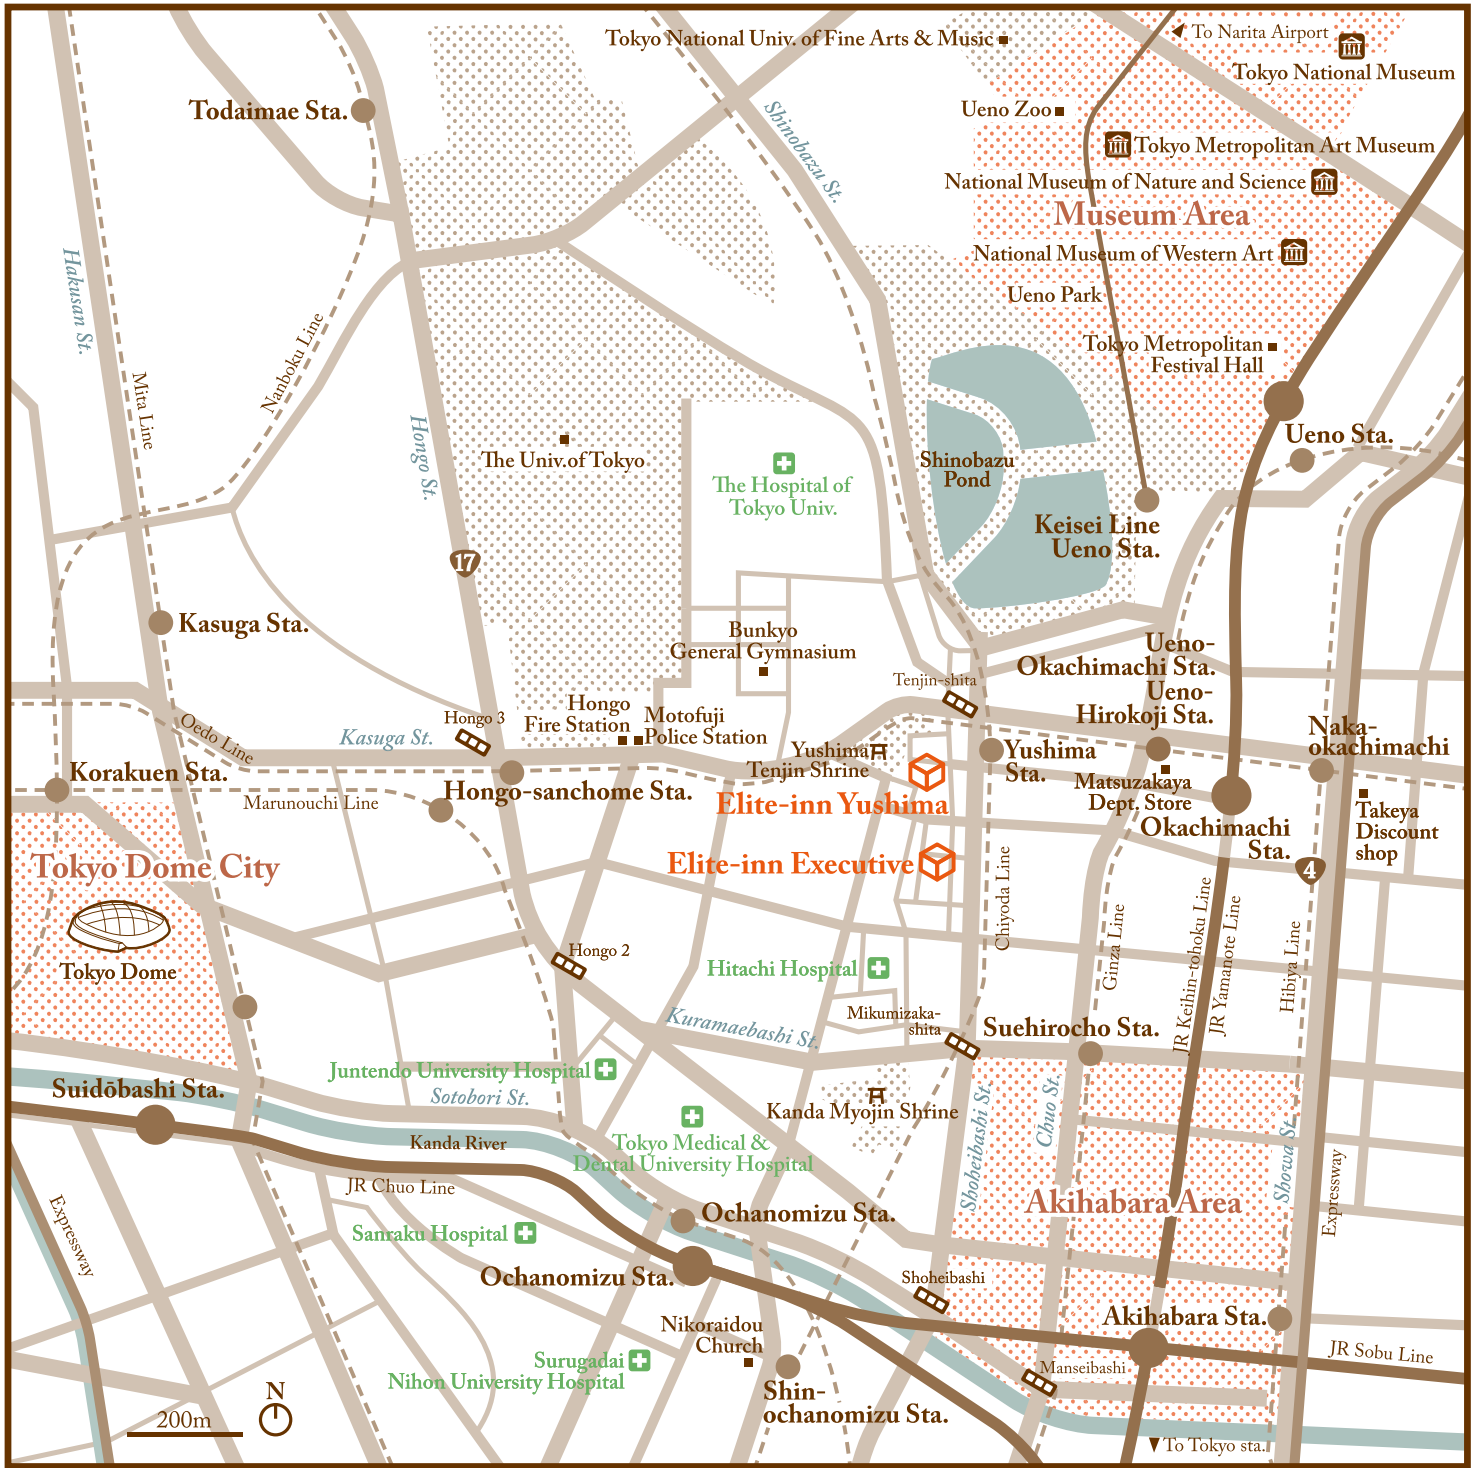 Tokyo National Univ. of Fine Arts & Music
To Narita Airport
Tokyo National Museum
Todaimae Sta.
Ueno Zoo
Shinobazu St.
Tokyo Metropolitan Art Museum
National Museum of Nature and Science
Museum Area
National Museum of Western Art
Ueno Park
Hakusan St.
Nanboku Line
Mita Line
Tokyo Metropolitan
Festival Hall
Ueno Sta.
Hongo St.
The Univ.of Tokyo
The Hospital of
Tokyo Univ.
Shinobazu
Pond
Keisei Line
Ueno Sta.
17
Kasuga Sta.
Bunkyo
General Gymnasium
Ueno-
Okachimachi Sta.
Ueno-
Hirokoji Sta.
Tenjin-shita
Hongo
Fire Station
Motofuji
Police Station
Hongo 3
Kasuga St.
Oedo Line
Naka-
okachimachi
Yushima
Tenjin Shrine
Yushima
Sta.
Korakuen Sta.
Marunouchi Line
Hongo-sanchome Sta.
Matsuzakaya
Dept. Store
Elite-inn Yushima
Okachimachi
Sta.
Takeya
Discount
shop
Elite-inn Executive
Tokyo Dome City
4
Chiyoda Line
Ginza Line
JR Keihin-tohoku Line
JR Yamanote Line
Hibiya Line
Tokyo Dome
Hongo 2
Hitachi Hospital
Kuramaebashi St.
Mikumizaka-
shita
Suehirocho Sta.
Suidōbashi Sta.
Juntendo University Hospital
Sotobori St.
Kanda Myojin Shrine
Shoheibashi St.
Chuo St.
Showa St.
Expressway
Kanda River
Tokyo Medical &
Dental University Hospital
JR Chuo Line
Akihabara Area
Expressway
Sanraku Hospital
Ochanomizu Sta.
Ochanomizu Sta.
Shoheibashi
Akihabara Sta.
Nikoraidou
Church
JR Sobu Line
Surugadai
Nihon University Hospital
Manseibashi
Shin-
ochanomizu Sta.
N
200m
To Tokyo sta.